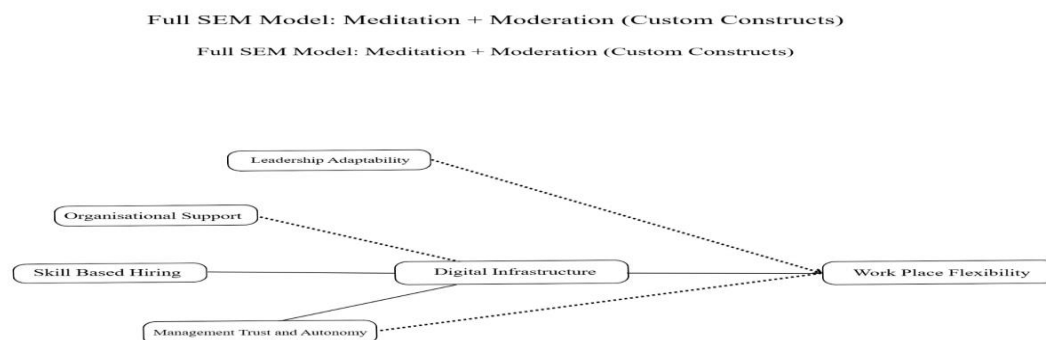 Full SEM Model: Meditation + Moderation (Custom Constructs)
Full SEM Model: Meditation + Moderation (Custom Constructs)
Leadership Adaptability
Organisational Support
Skill Based Hiring
Digital Infrastructure
Work Place Flexibility
Management Trust and Autonomy